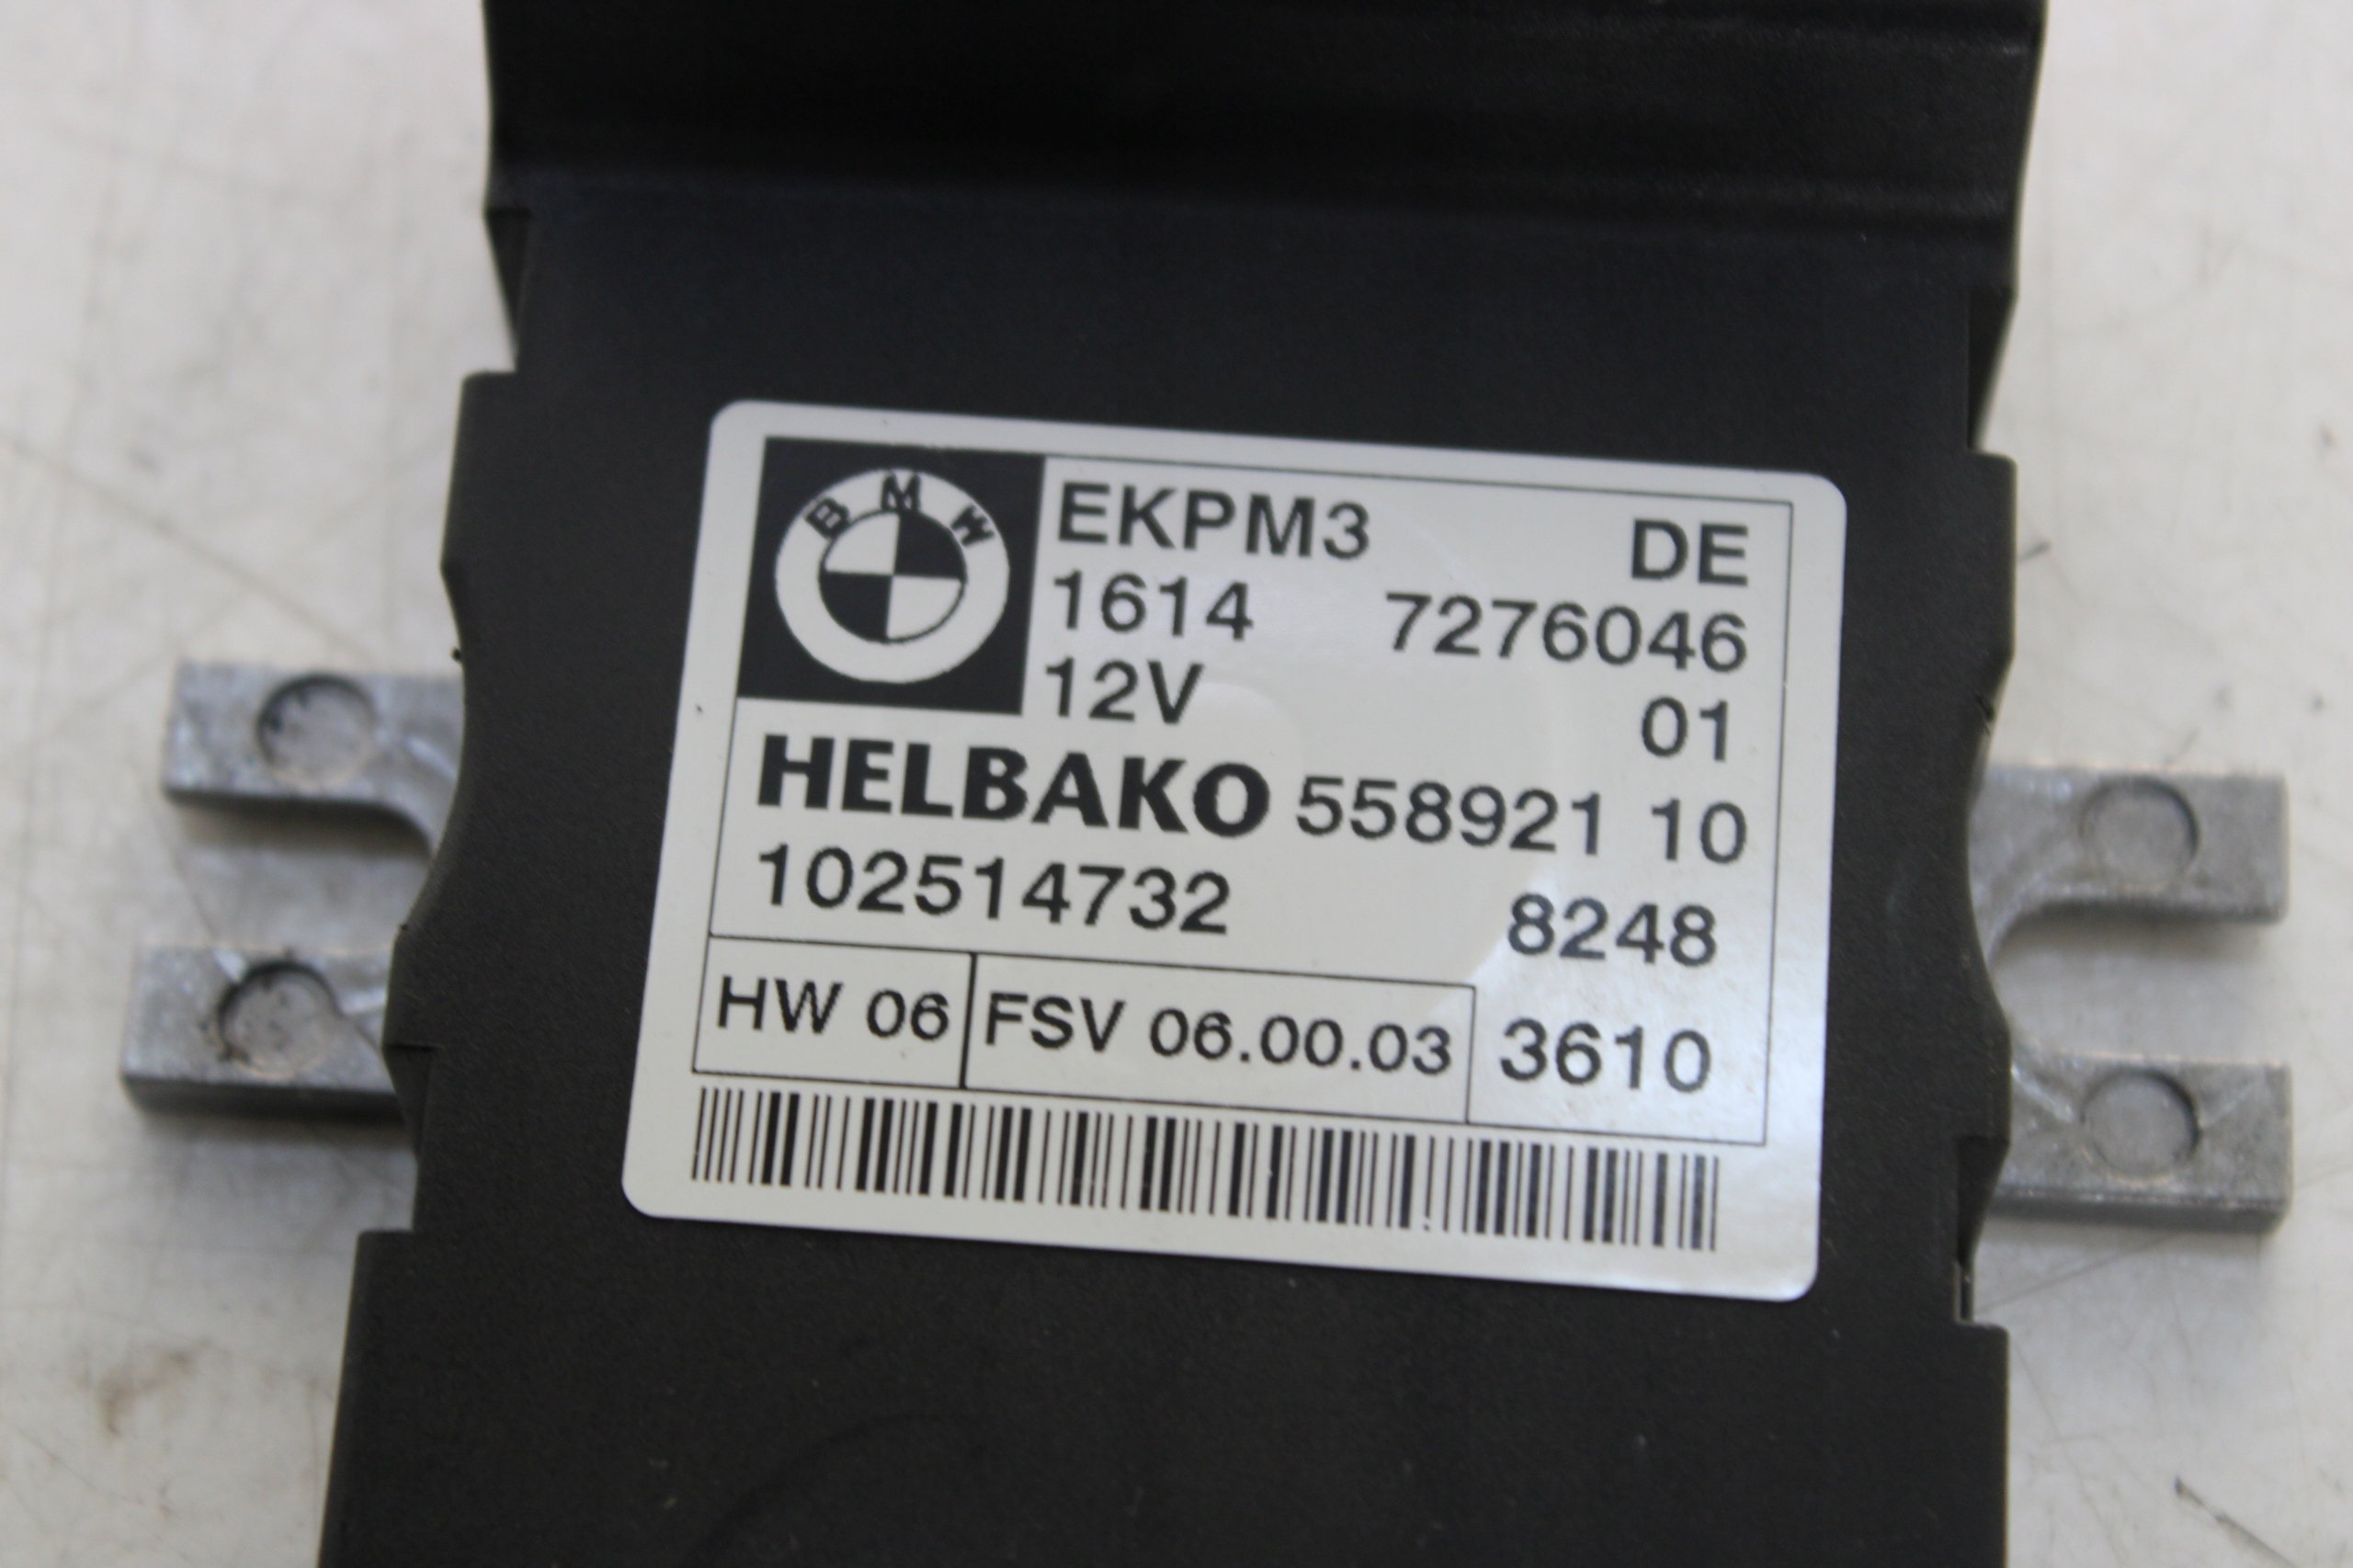 BMW
EKPM3 DE
1614 7276046
12V 01
HELBAKO 558921 10
102514732 8248
HW 06 FSV 06.00.03 3610